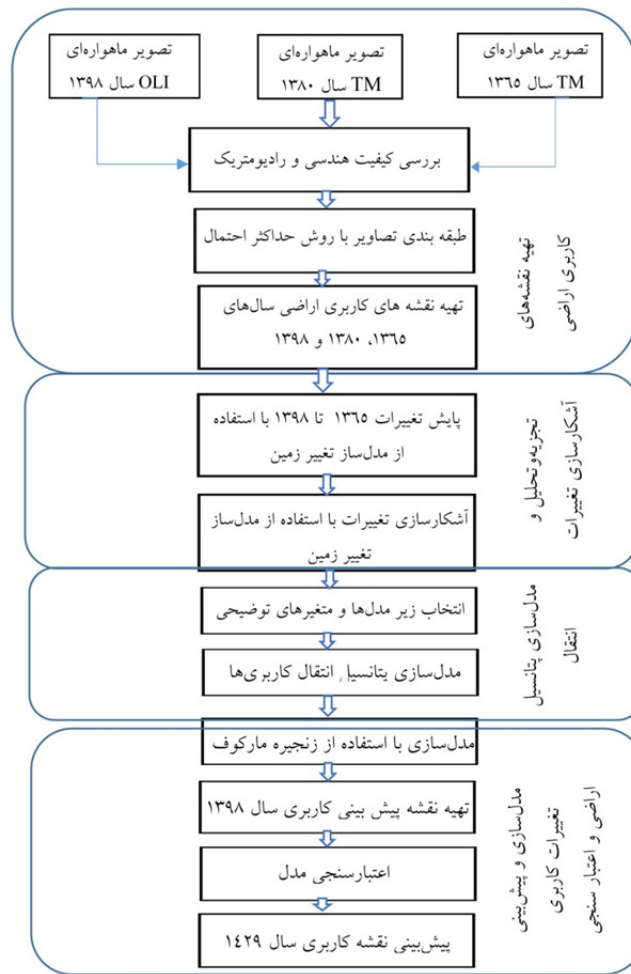 تصویر ماهواره‌ای
TM سال ۱۳۶۵
تصویر ماهواره‌ای
TM سال ۱۳۸۰
تصویر ماهواره‌ای
OLI سال ۱۳۹۸
بررسی کیفیت هندسی و رادیومتریک
طبقه بندی تصاویر با روش حداکثر احتمال
تهیه نقشه های کاربری اراضی سال‌های
۱۳۶۵، ۱۳۸۰ و ۱۳۹۸
تهیه نقشه‌های
کاربری اراضی
پایش تغییرات ۱۳۶۵ تا ۱۳۹۸ با استفاده
از مدل‌ساز تغییر زمین
آشکارسازی تغییرات با استفاده از مدل‌ساز
تغییر زمین
تجزیه‌وتحلیل و
آشکارسازی تغییرات
انتخاب زیر مدل‌ها و متغیرهای توضیحی
مدل‌سازی پتانسیل انتقال کاربری‌ها
مدل‌سازی پتانسیل
انتقال
مدل‌سازی با استفاده از زنجیره مارکوف
تهیه نقشه پیش بینی کاربری سال ۱۳۹۸
اعتبارسنجی مدل
پیش‌بینی نقشه کاربری سال ۱۴۲۹
مدل‌سازی و پیش‌بینی
تغییرات کاربری
اراضی و اعتبار سنجی